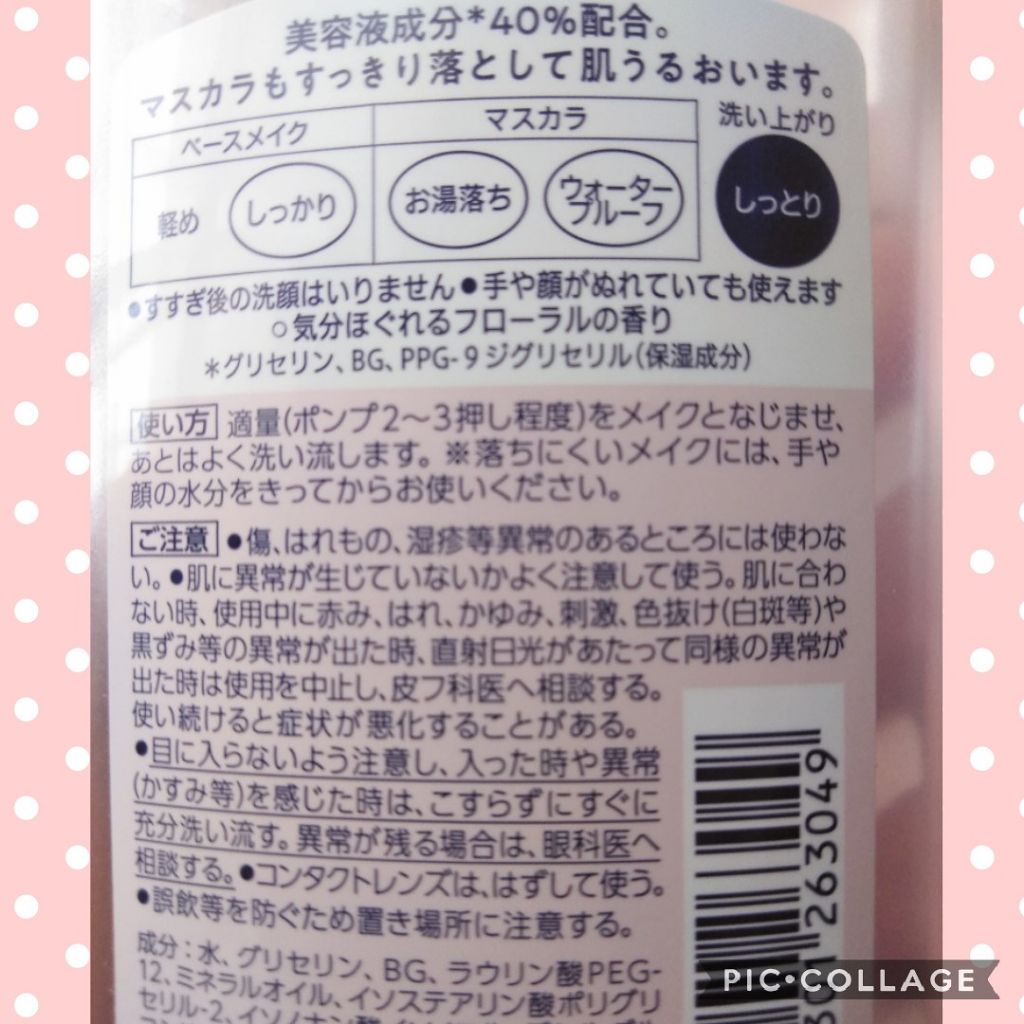 美容液成分*40%配合。
マスカラもすっきり落として肌うるおいます。
ベースメイク
マスカラ
洗い上がり
軽め
しっかり
お湯落ち
ウォーター
プルーフ
しっとり
●すすぎ後の洗顔はいりません●手や顔がぬれていても使えます
○気分ほぐれるフローラルの香り
*グリセリン、BG、PPG-9ジグリセリル(保湿成分)
使い方 適量(ポンプ2〜3押し程度)をメイクとなじませ、
あとはよく洗い流します。※落ちにくいメイクには、手や
顔の水分をきってからお使いください。
ご注意 ●傷、はれもの、湿疹等異常のあるところには使わな
い。●肌に異常が生じていないかよく注意して使う。肌に合わ
ない時、使用中に赤み、はれ、かゆみ、刺激、色抜け(白斑等)や
黒ずみ等の異常が出た時、直射日光があたって同様の異常が
出た時は使用を中止し、皮フ科医へ相談する。
使い続けると症状が悪化することがある。
●目に入らないよう注意し、入った時や異常
(かすみ等)を感じた時は、こすらずにすぐに
充分洗い流す。異常が残る場合は、眼科医へ
相談する。●コンタクトレンズは、はずして使う。
●誤飲等を防ぐため置き場所に注意する。
成分:水、グリセリン、BG、ラウリン酸PEG-
12、ミネラルオイル、イソステアリン酸ポリグリ
セリル-2、イソノナン酸
301 263049
PIC•COLLAGE